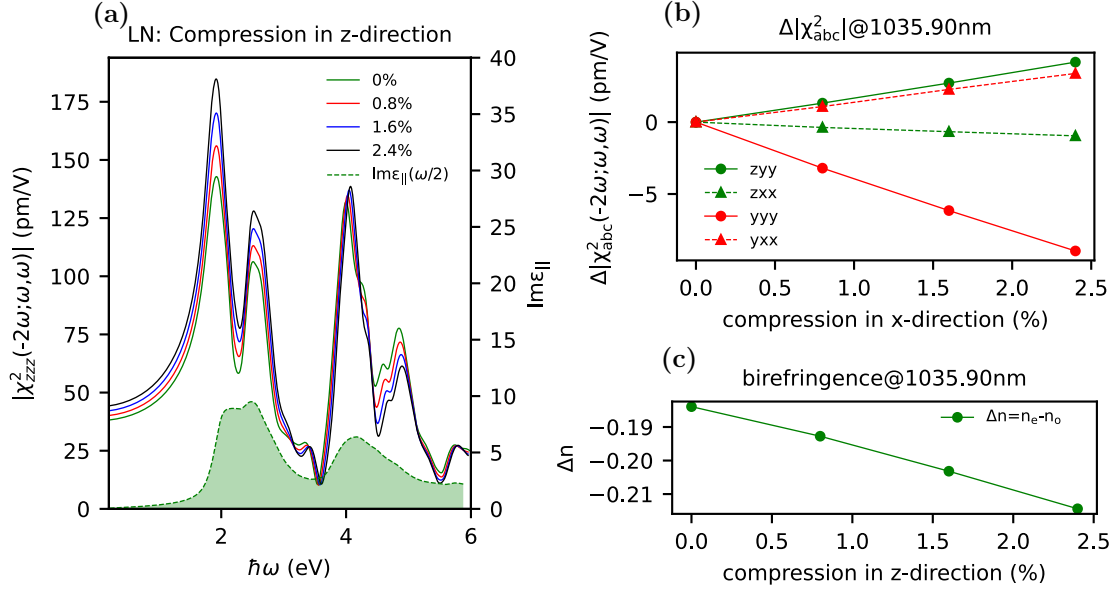 (a)
LN: Compression in z-direction
|χ²zzz(-2ω;ω,ω)| (pm/V)
175
150
125
100
75
50
25
0
0%
0.8%
1.6%
2.4%
Imε||(ω/2)
40
35
30
25
20
15
10
5
0
Imε||
2
4
6
ħω (eV)
(b)
Δ|χ²abc|@1035.90nm
Δ|χ²abc(-2ω;ω,ω)| (pm/V)
0
−5
zyy
zxx
yyy
yxx
0.0 0.5 1.0 1.5 2.0 2.5
compression in x-direction (%)
(c)
birefringence@1035.90nm
Δn
−0.19
−0.20
−0.21
Δn=nₑ-nₒ
0.0 0.5 1.0 1.5 2.0 2.5
compression in z-direction (%)